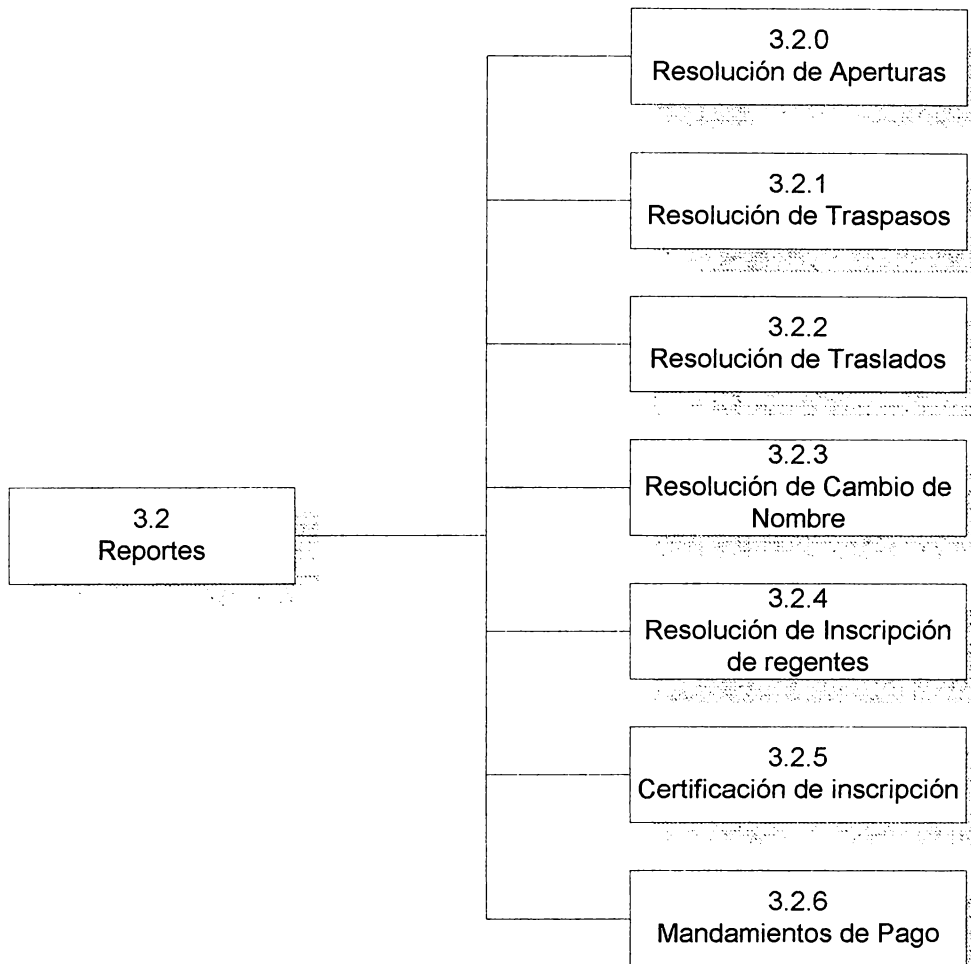 3.2.0
Resolución de Aperturas
3.2.1
Resolución de Traspasos
3.2.2
Resolución de Traslados
3.2.3
Resolución de Cambio de
Nombre
3.2
Reportes
3.2.4
Resolución de Inscripción
de regentes
3.2.5
Certificación de inscripción
3.2.6
Mandamientos de Pago